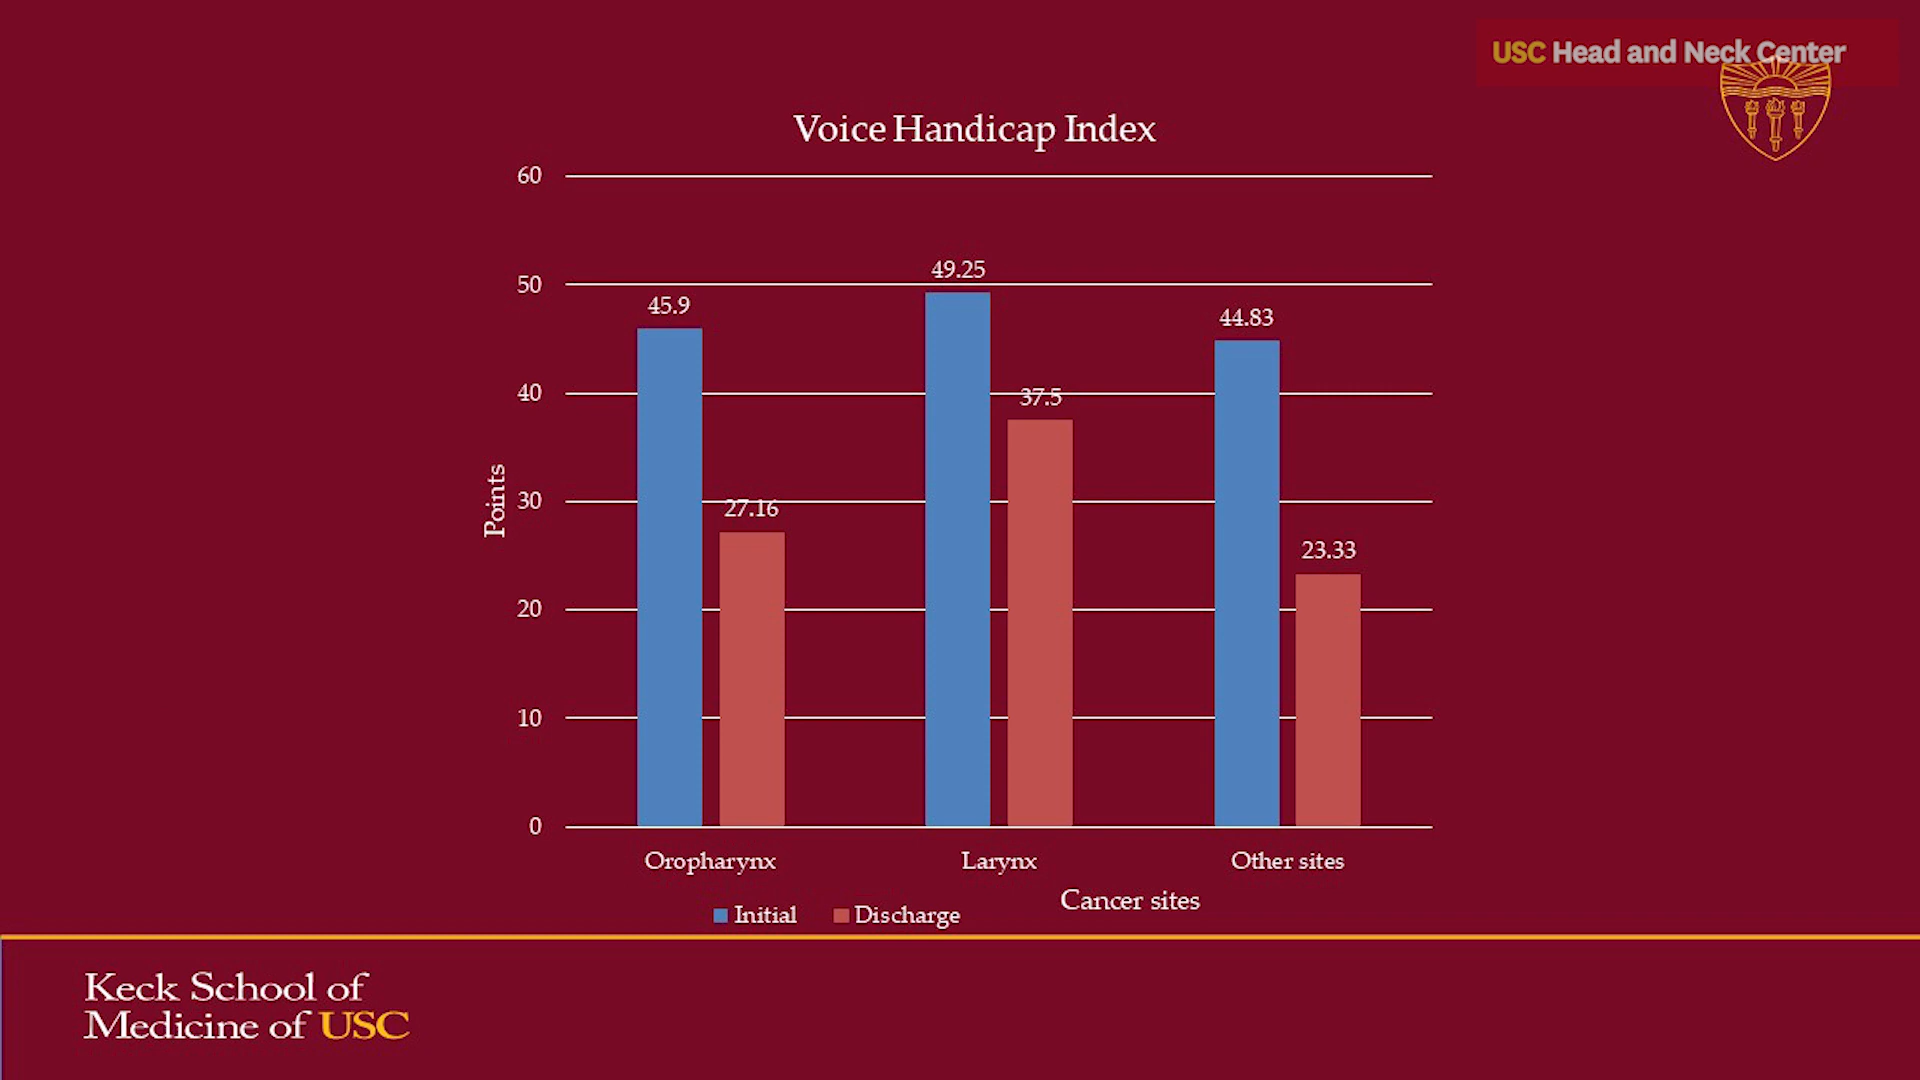 USC Head and Neck Center
Voice Handicap Index
60
50
40
30
20
10
0
Points
45.9
27.16
49.25
37.5
44.83
23.33
Oropharynx
Larynx
Other sites
Cancer sites
Initial
Discharge
Keck School of
Medicine of USC